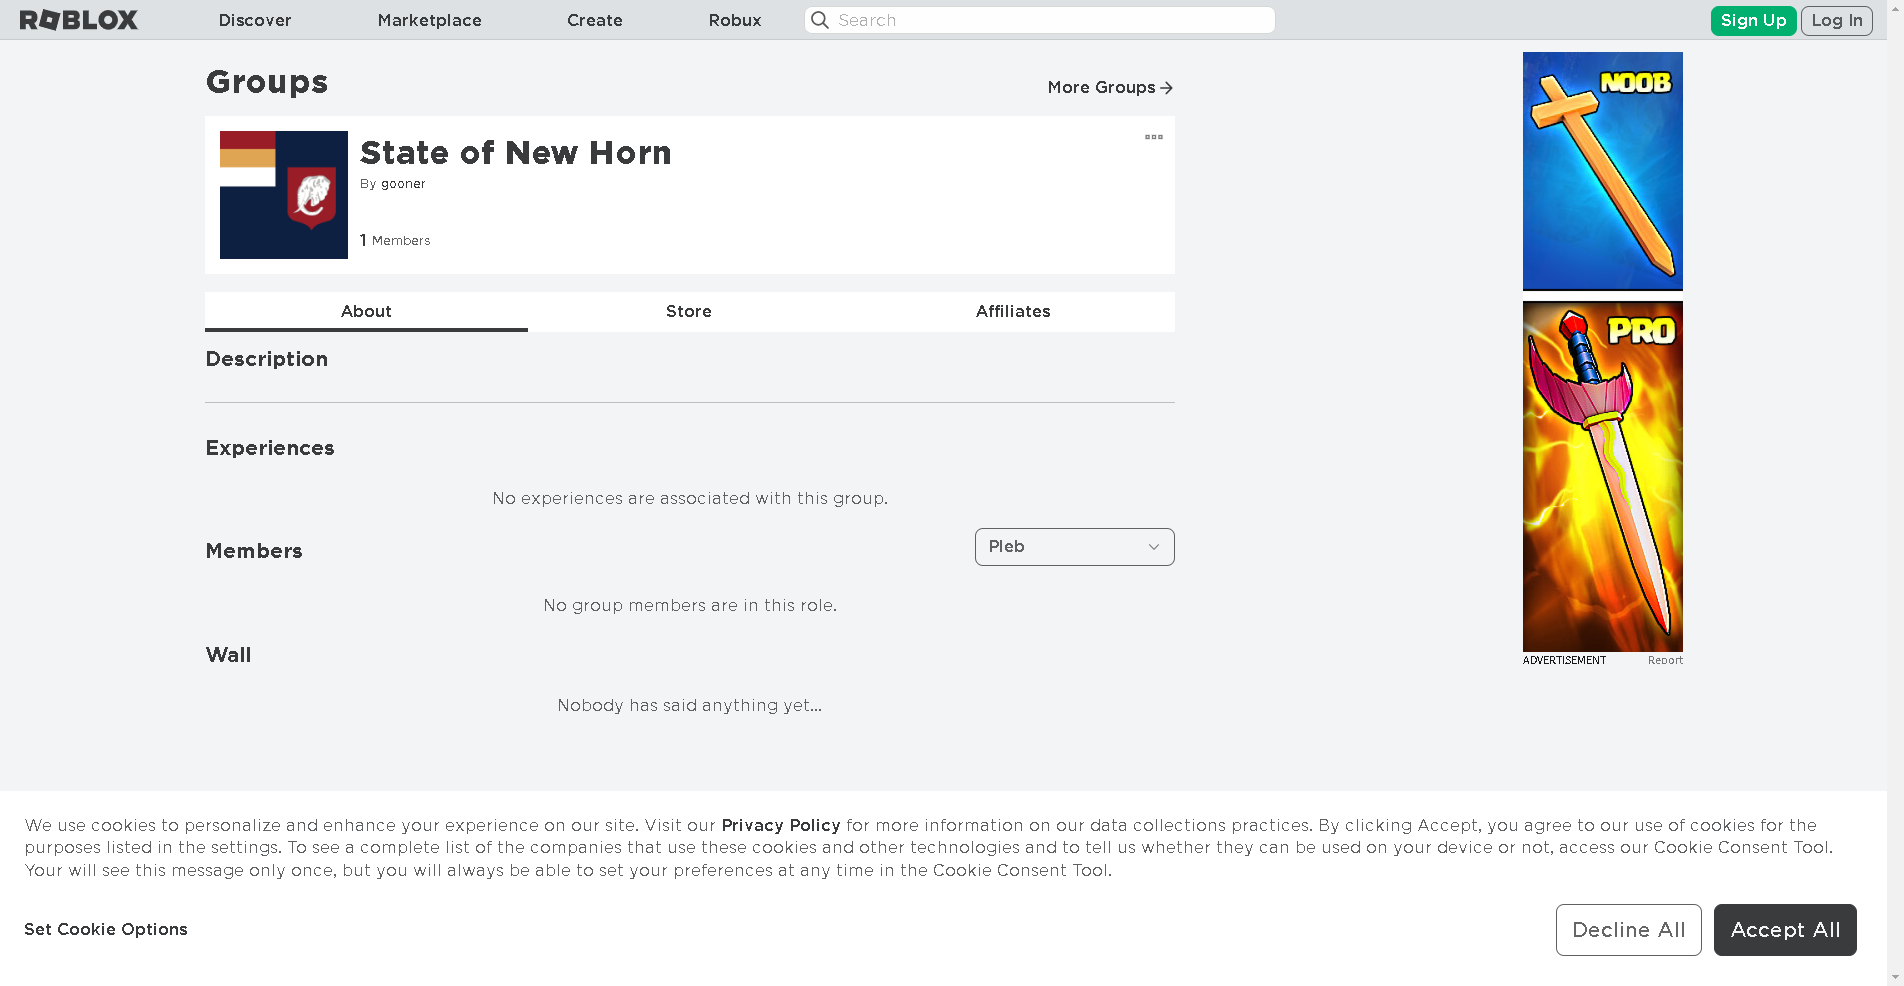 ROBLOX Discover Marketplace Create Robux Search Sign Up Log In
Groups
More Groups
State of New Horn
By gooner
1 Members
About Store Affiliates
Description
Experiences
No experiences are associated with this group.
Members
Pleb
No group members are in this role.
Wall
Nobody has said anything yet...
NOOB
PRO
ADVERTISEMENT Report
We use cookies to personalize and enhance your experience on our site. Visit our Privacy Policy for more information on our data collections practices. By clicking Accept, you agree to our use of cookies for the
purposes listed in the settings. To see a complete list of the companies that use these cookies and other technologies and to tell us whether they can be used on your device or not, access our Cookie Consent Tool.
Your will see this message only once, but you will always be able to set your preferences at any time in the Cookie Consent Tool.
Set Cookie Options
Decline All
Accept All